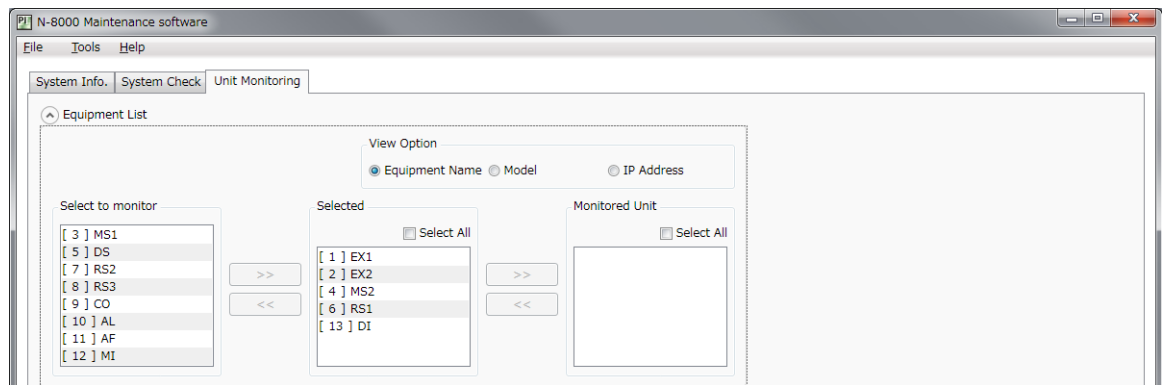 N-8000 Maintenance software
File Tools Help
System Info. System Check Unit Monitoring
Equipment List
View Option
Equipment Name Model IP Address
Select to monitor
[ 3 ] MS1
[ 5 ] DS
[ 7 ] RS2
[ 8 ] RS3
[ 9 ] CO
[ 10 ] AL
[ 11 ] AF
[ 12 ] MI
>>
<<
Selected
Select All
[ 1 ] EX1
[ 2 ] EX2
[ 4 ] MS2
[ 6 ] RS1
[ 13 ] DI
>>
<<
Monitored Unit
Select All